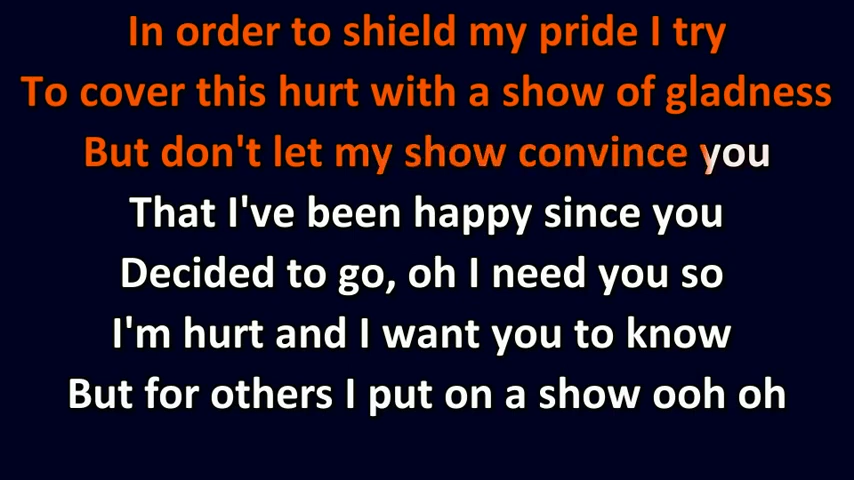 In order to shield my pride I try
To cover this hurt with a show of gladness
But don't let my show convince you
That I've been happy since you
Decided to go, oh I need you so
I'm hurt and I want you to know
But for others I put on a show ooh oh